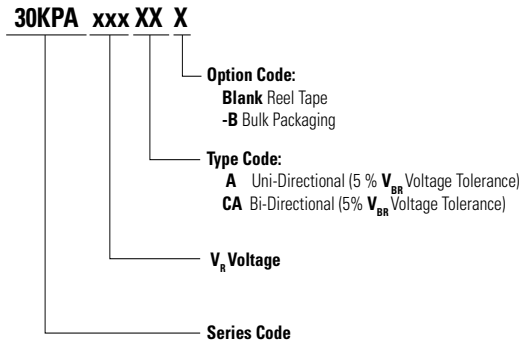 30KPA xxx XX X
Option Code:
Blank Reel Tape
-B Bulk Packaging
Type Code:
A Uni-Directional (5 % VBR Voltage Tolerance)
CA Bi-Directional (5% VBR Voltage Tolerance)
VR Voltage
Series Code